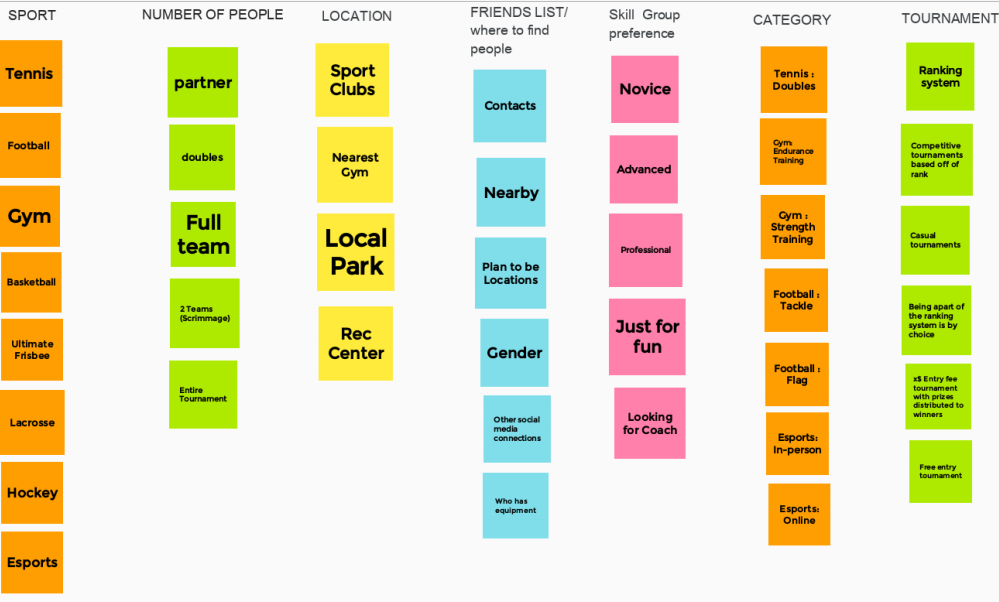 SPORT
Tennis
Football
Gym
Basketball
Ultimate
Frisbee
Lacrosse
Hockey
Esports
NUMBER OF PEOPLE
partner
doubles
Full
team
2 Teams
(Scrimmage)
Entire
Tournament
LOCATION
Sport
Clubs
Nearest
Gym
Local
Park
Rec
Center
FRIENDS LIST/
where to find
people
Contacts
Nearby
Plan to be
Locations
Gender
Other social
media
connections
Who has
equipment
Skill Group
preference
Novice
Advanced
Professional
Just for
fun
Looking
for Coach
CATEGORY
Tennis :
Doubles
Gym:
Endurance
Training
Gym :
Strength
Training
Football :
Tackle
Football :
Flag
Esports:
In-person
Esports:
Online
TOURNAMENT
Ranking
system
Competitive
tournaments
based off of
rank
Casual
tournaments
Being apart of
the ranking
system is by
choice
x$ Entry fee
tournament
with prizes
distributed to
winners
Free entry
tournament